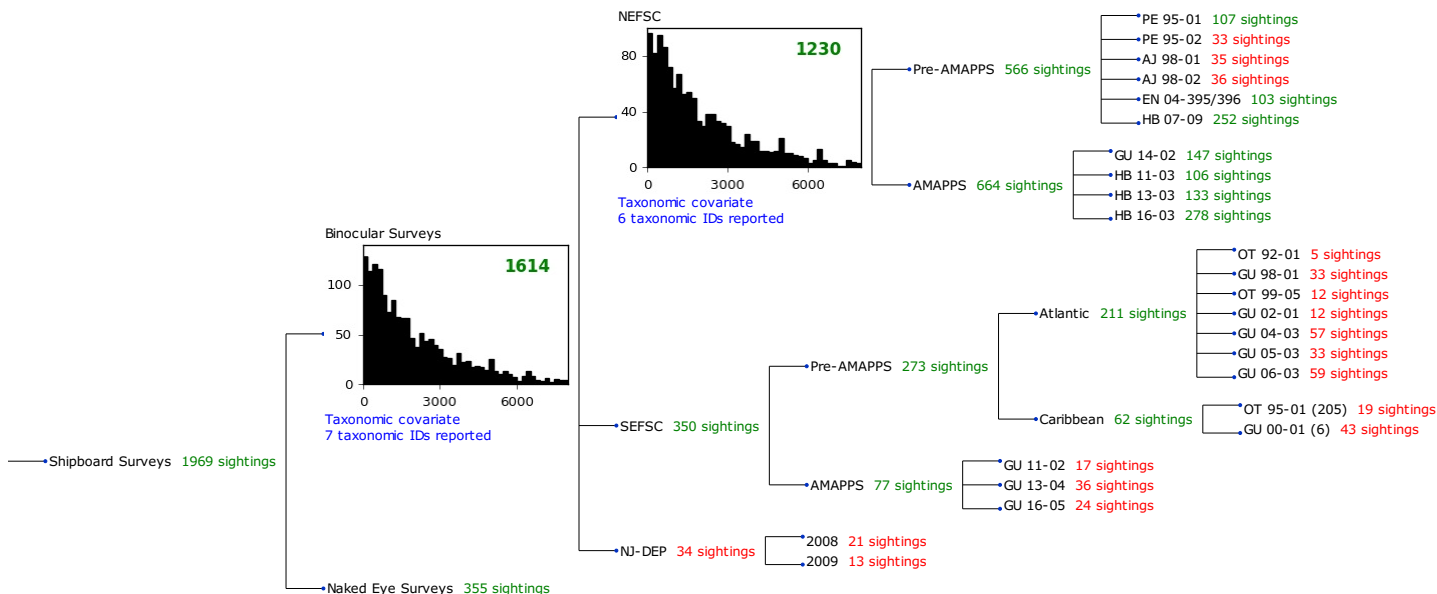 NEFSC
1230
80
40
0
0 3000 6000
Taxonomic covariate
6 taxonomic IDs reported
Pre-AMAPPS 566 sightings
PE 95-01 107 sightings
PE 95-02 33 sightings
AJ 98-01 35 sightings
AJ 98-02 36 sightings
EN 04-395/396 103 sightings
HB 07-09 252 sightings
AMAPPS 664 sightings
GU 14-02 147 sightings
HB 11-03 106 sightings
HB 13-03 133 sightings
HB 16-03 278 sightings
Binocular Surveys
1614
100
50
0
0 3000 6000
Taxonomic covariate
7 taxonomic IDs reported
Shipboard Surveys 1969 sightings
SEFSC 350 sightings
Pre-AMAPPS 273 sightings
Atlantic 211 sightings
OT 92-01 5 sightings
GU 98-01 33 sightings
OT 99-05 12 sightings
GU 02-01 12 sightings
GU 04-03 57 sightings
GU 05-03 33 sightings
GU 06-03 59 sightings
Caribbean 62 sightings
OT 95-01 (205) 19 sightings
GU 00-01 (6) 43 sightings
AMAPPS 77 sightings
GU 11-02 17 sightings
GU 13-04 36 sightings
GU 16-05 24 sightings
NJ-DEP 34 sightings
2008 21 sightings
2009 13 sightings
Naked Eye Surveys 355 sightings